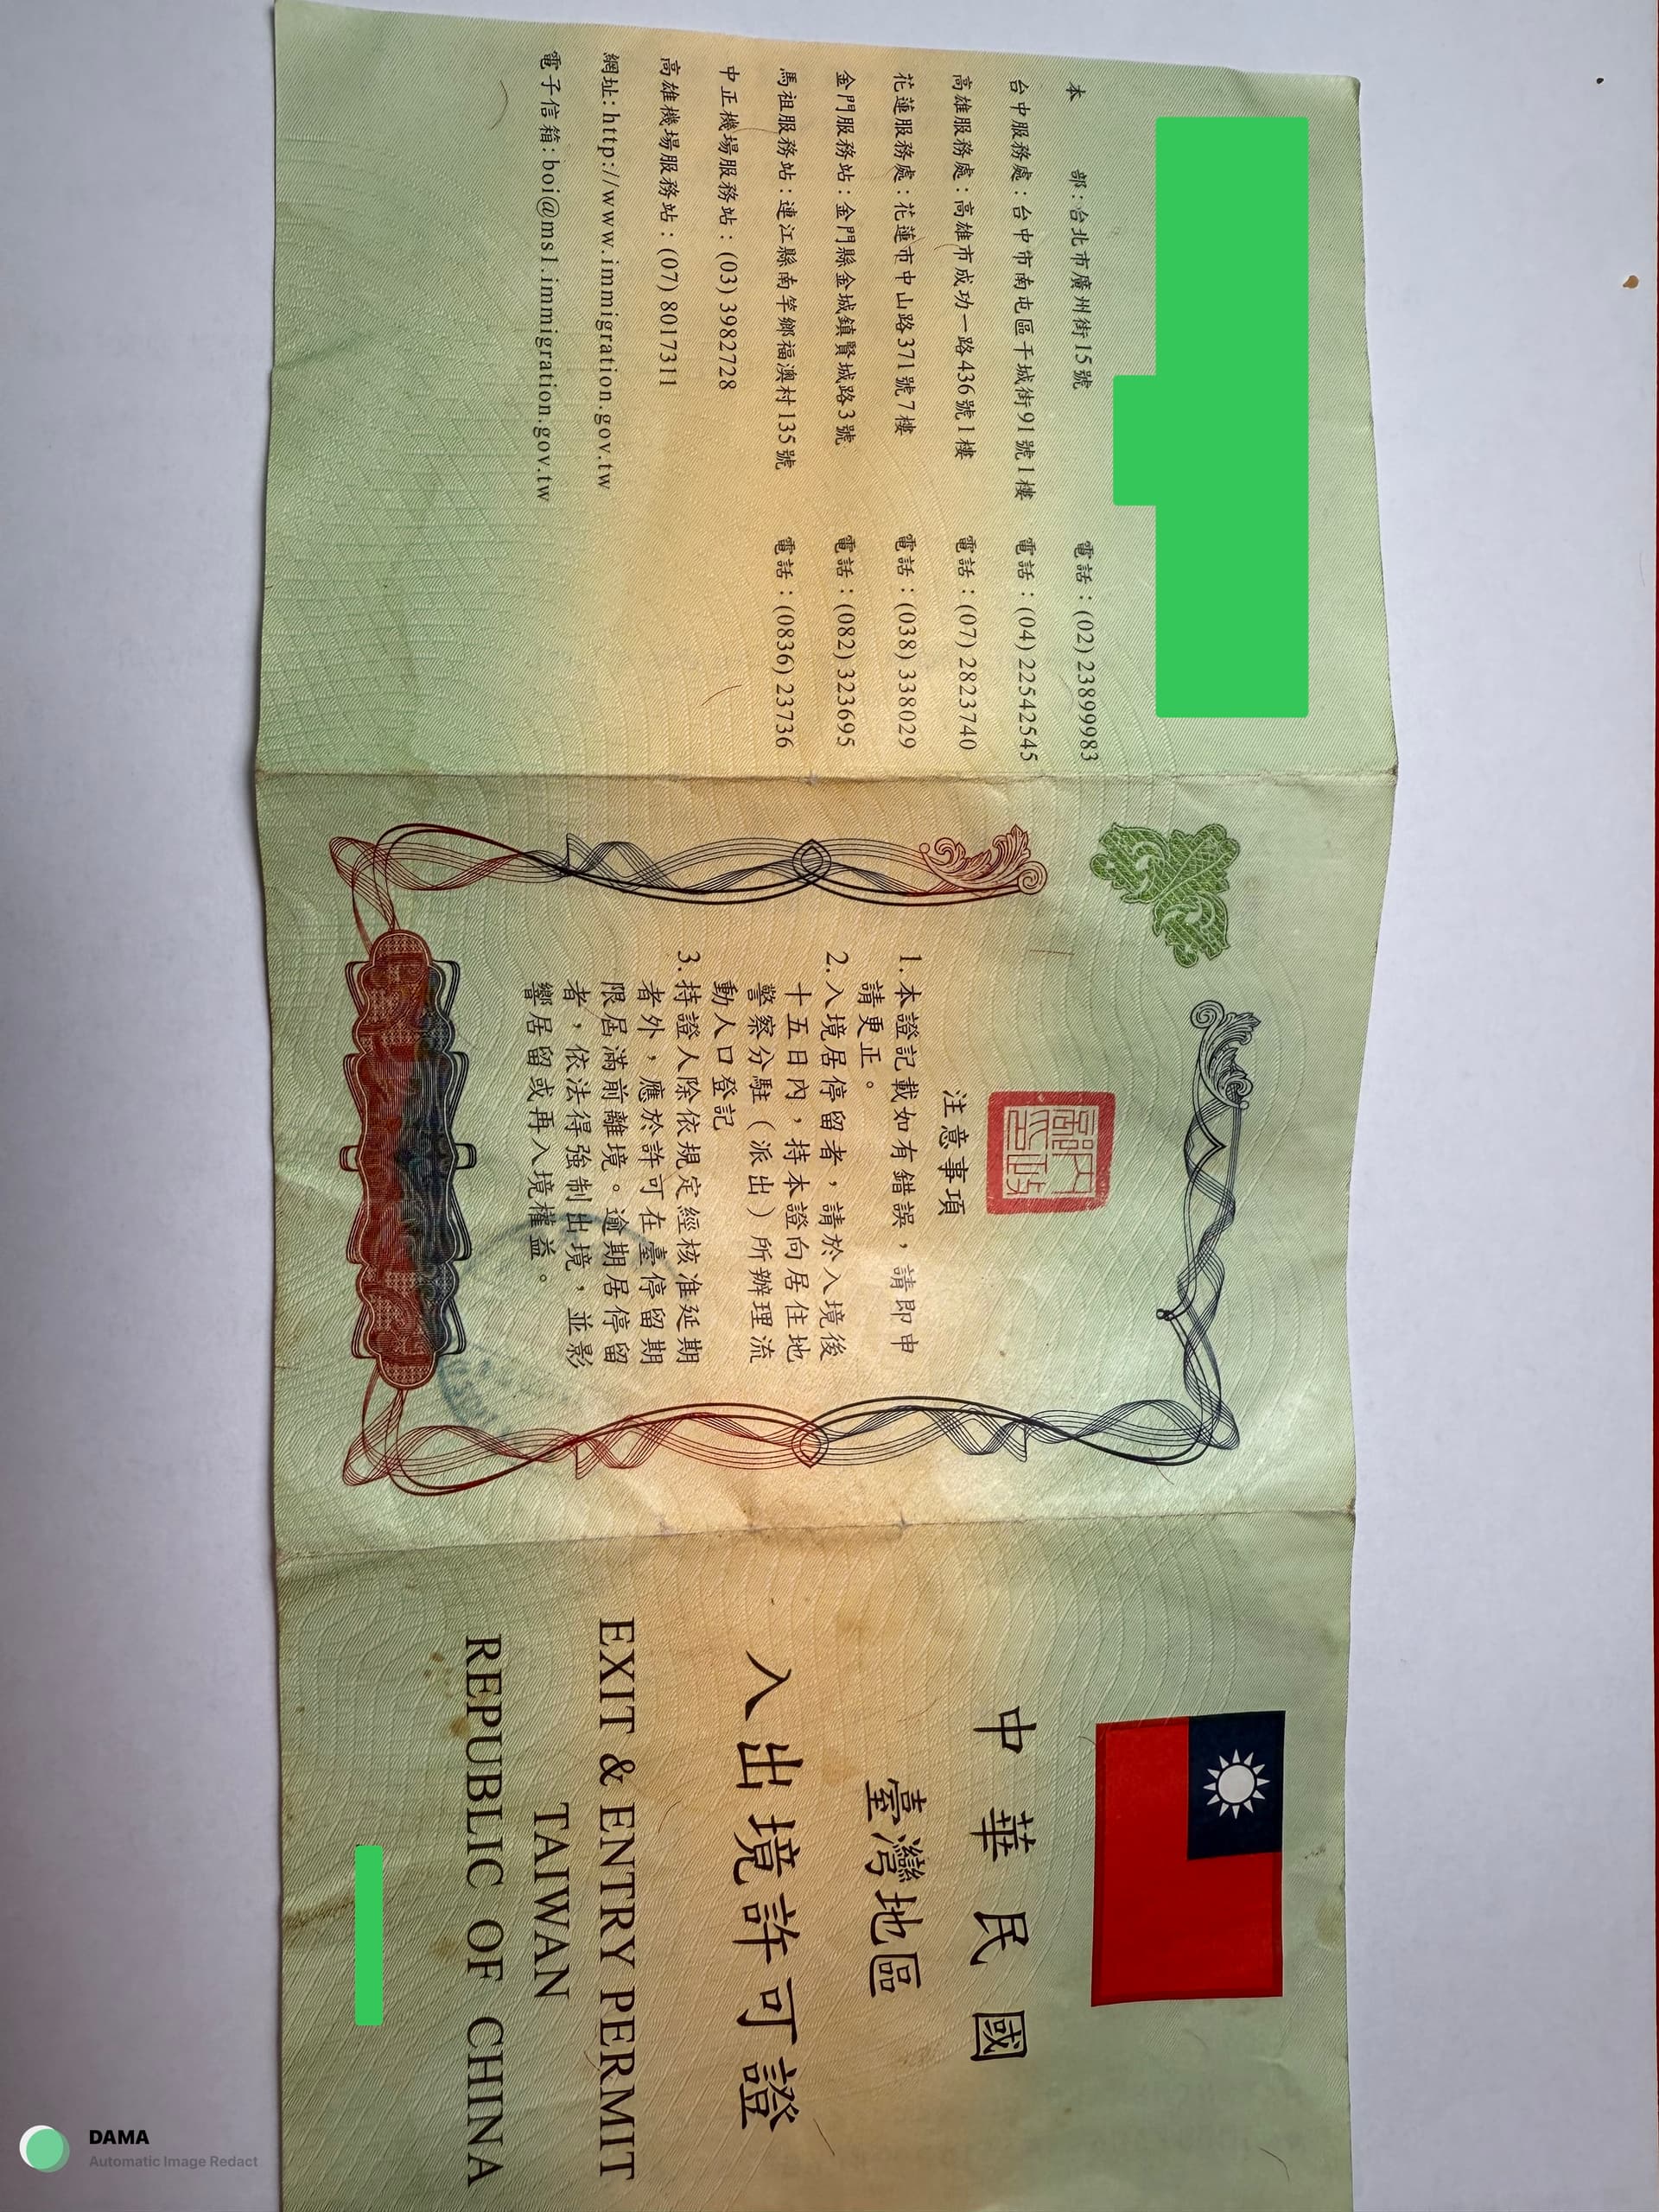 本 部：台北市廣州街15號 電話：(02) 23899983
台中服務處：台中市南屯區干城街91號1樓 電話：(04) 22542545
高雄服務處：高雄市成功一路436號1樓 電話：(07) 2823740
花蓮服務處：花蓮市中山路371號7樓 電話：(038) 338029
金門服務站：金門縣金城鎮賢城路3號 電話：(082) 323695
馬祖服務站：連江縣南竿鄉福澳村135號 電話：(0836) 23736
中正機場服務站：(03) 3982728
高雄機場服務站：(07) 8017311
網址：http://www.immigration.gov.tw
電子信箱：boi@ms1.immigration.gov.tw
注意事項
1.本證記載如有錯誤，請即申
請更正。
2.入境居停留者，請於入境後
十五日內，持本證向居住地
警察分駐（派出）所辦理流
動人口登記
3.持證人除依規定經核准延期
者外，應於許可在臺停留期
限屆滿前離境。逾期居停留
者，依法得強制出境，並影
響居留或再入境權益。
中華民國
臺灣地區
入出境許可證
EXIT & ENTRY PERMIT
TAIWAN
REPUBLIC OF CHINA
DAMA
Automatic Image Redact